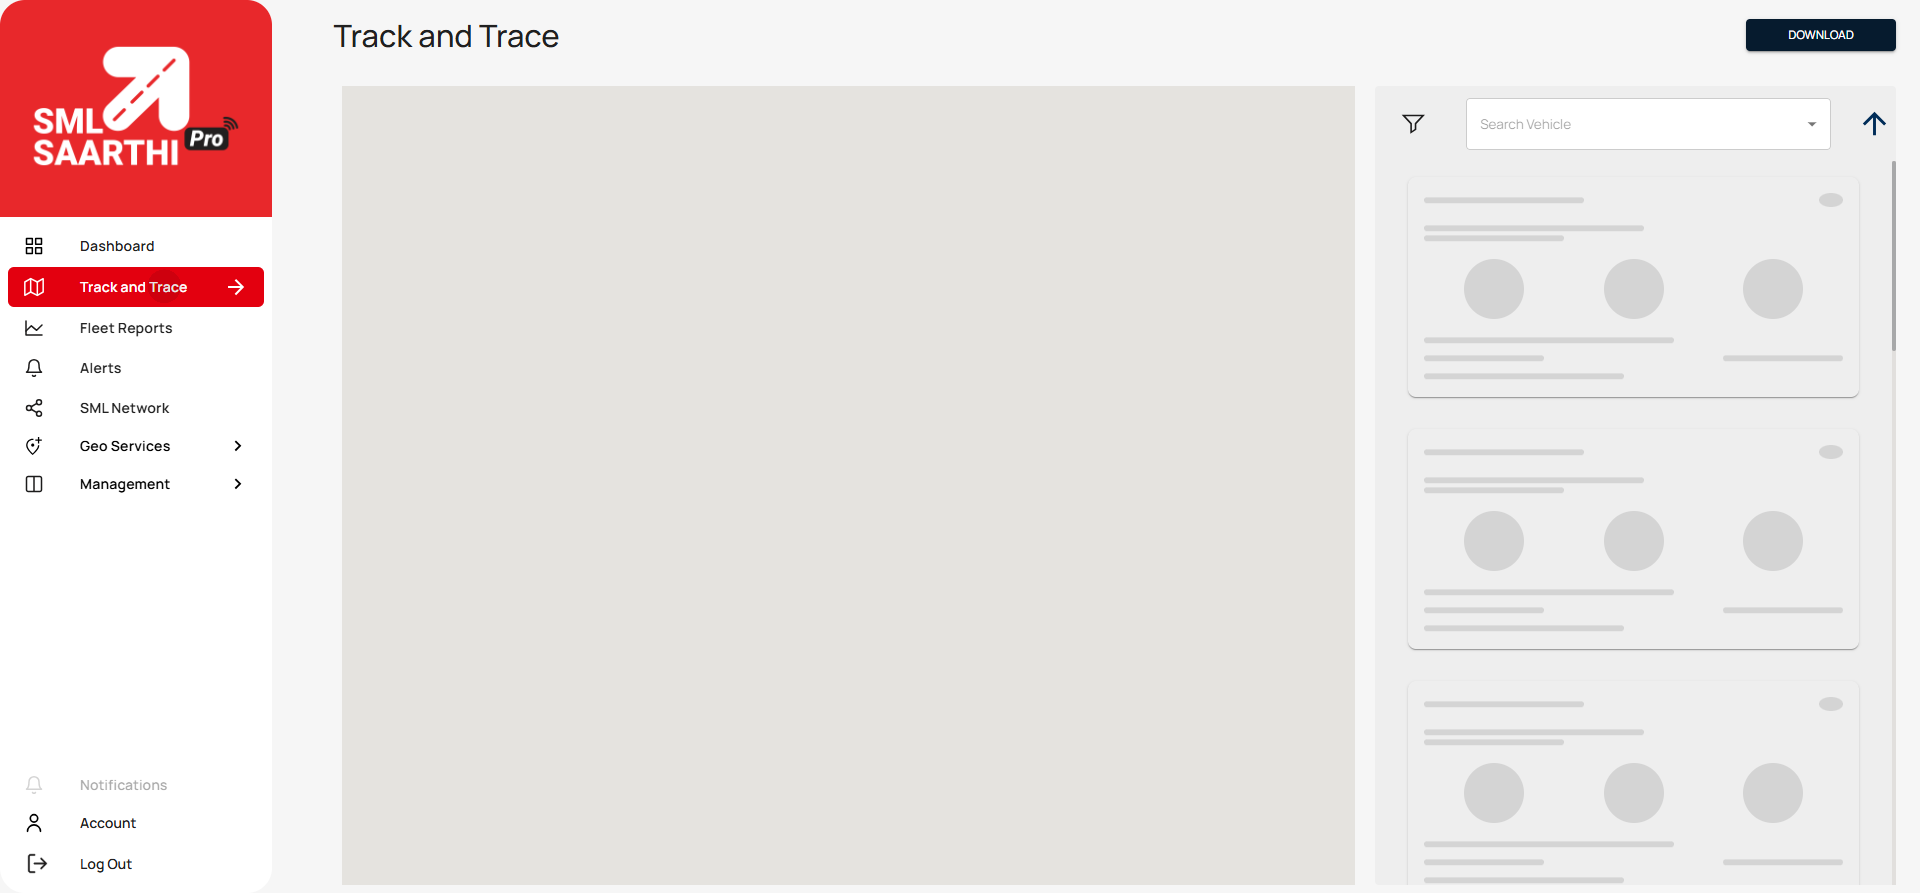 SML
SAARTHI Pro
Dashboard
Track and Trace
Fleet Reports
Alerts
SML Network
Geo Services
Management
Notifications
Account
Log Out
Track and Trace
DOWNLOAD
Search Vehicle